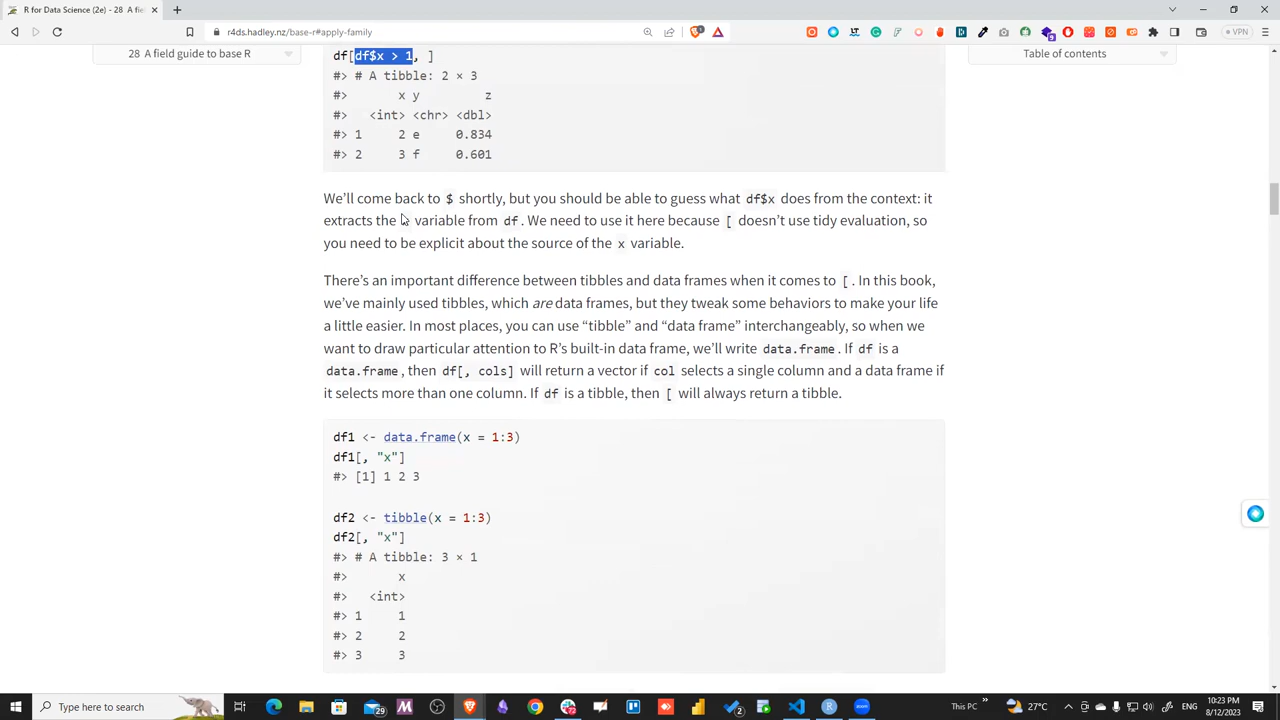 R for Data Science (2e) - 28 A fiel
r4ds.hadley.nz/base-r#apply-family
VPN
28 A field guide to base R
Table of contents
df[df$x > 1, ]
#> # A tibble: 2 × 3
#> x y z
#> <int> <chr> <dbl>
#> 1 2 e 0.834
#> 2 3 f 0.601
We'll come back to $ shortly, but you should be able to guess what df$x does from the context: it
extracts the variable from df. We need to use it here because [ doesn't use tidy evaluation, so
you need to be explicit about the source of the x variable.
There's an important difference between tibbles and data frames when it comes to [. In this book,
we've mainly used tibbles, which are data frames, but they tweak some behaviors to make your life
a little easier. In most places, you can use "tibble" and "data frame" interchangeably, so when we
want to draw particular attention to R's built-in data frame, we'll write data.frame. If df is a
data.frame, then df[, cols] will return a vector if col selects a single column and a data frame if
it selects more than one column. If df is a tibble, then [ will always return a tibble.
df1 <- data.frame(x = 1:3)
df1[, "x"]
#> [1] 1 2 3
df2 <- tibble(x = 1:3)
df2[, "x"]
#> # A tibble: 3 × 1
#> x
#> <int>
#> 1 1
#> 2 2
#> 3 3
Type here to search
This PC
27°C
10:23 PM
8/12/2023